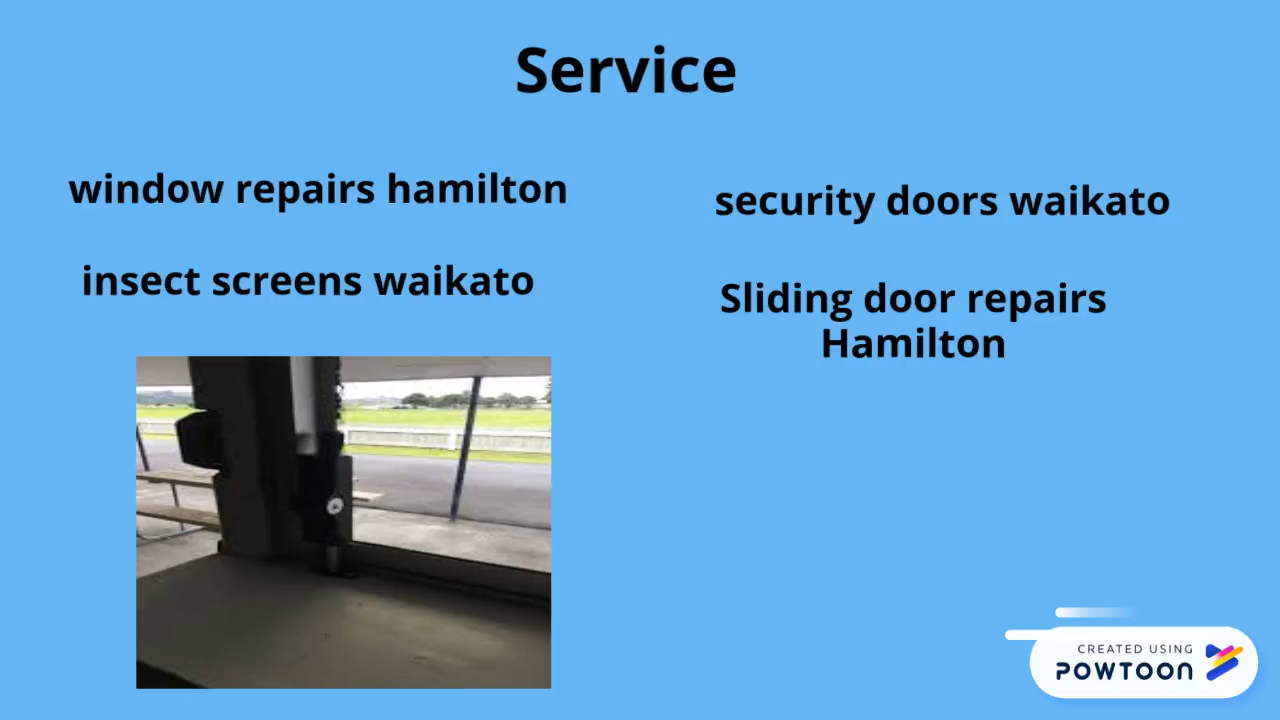 Service
window repairs hamilton
insect screens waikato
security doors waikato
Sliding door repairs
Hamilton
CREATED USING
POWTOON